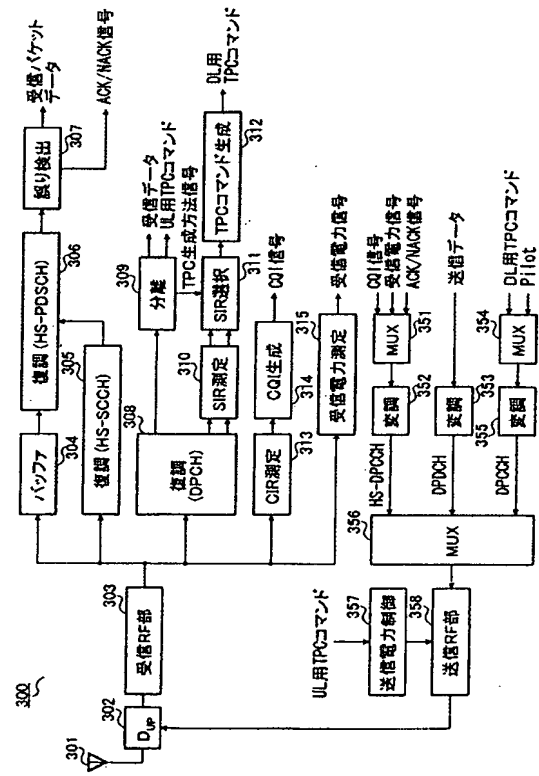 300
301
302
DUP
303
受信RF部
304
バッファ
305
復調(HS-SCCH)
306
復調(HS-PDSCH)
307
誤り検出
受信パケット
データ
ACK/NACK信号
308
復調
(DPCH)
309
分離
受信データ
UL用TPCコマンド
TPC生成方法信号
310
SIR測定
311
SIR選択
312
TPCコマンド生成
DL用
TPCコマンド
313
CIR測定
314
CQI生成
CQI信号
315
受信電力測定
受信電力信号
CQI信号
受信電力信号
ACK/NACK信号
351
MUX
352
変調
HS-DPCCH
送信データ
353
変調
DPDCH
DL用TPCコマンド
Pilot
354
MUX
355
変調
DPCCH
356
MUX
UL用TPCコマンド
357
送信電力制御
358
送信RF部